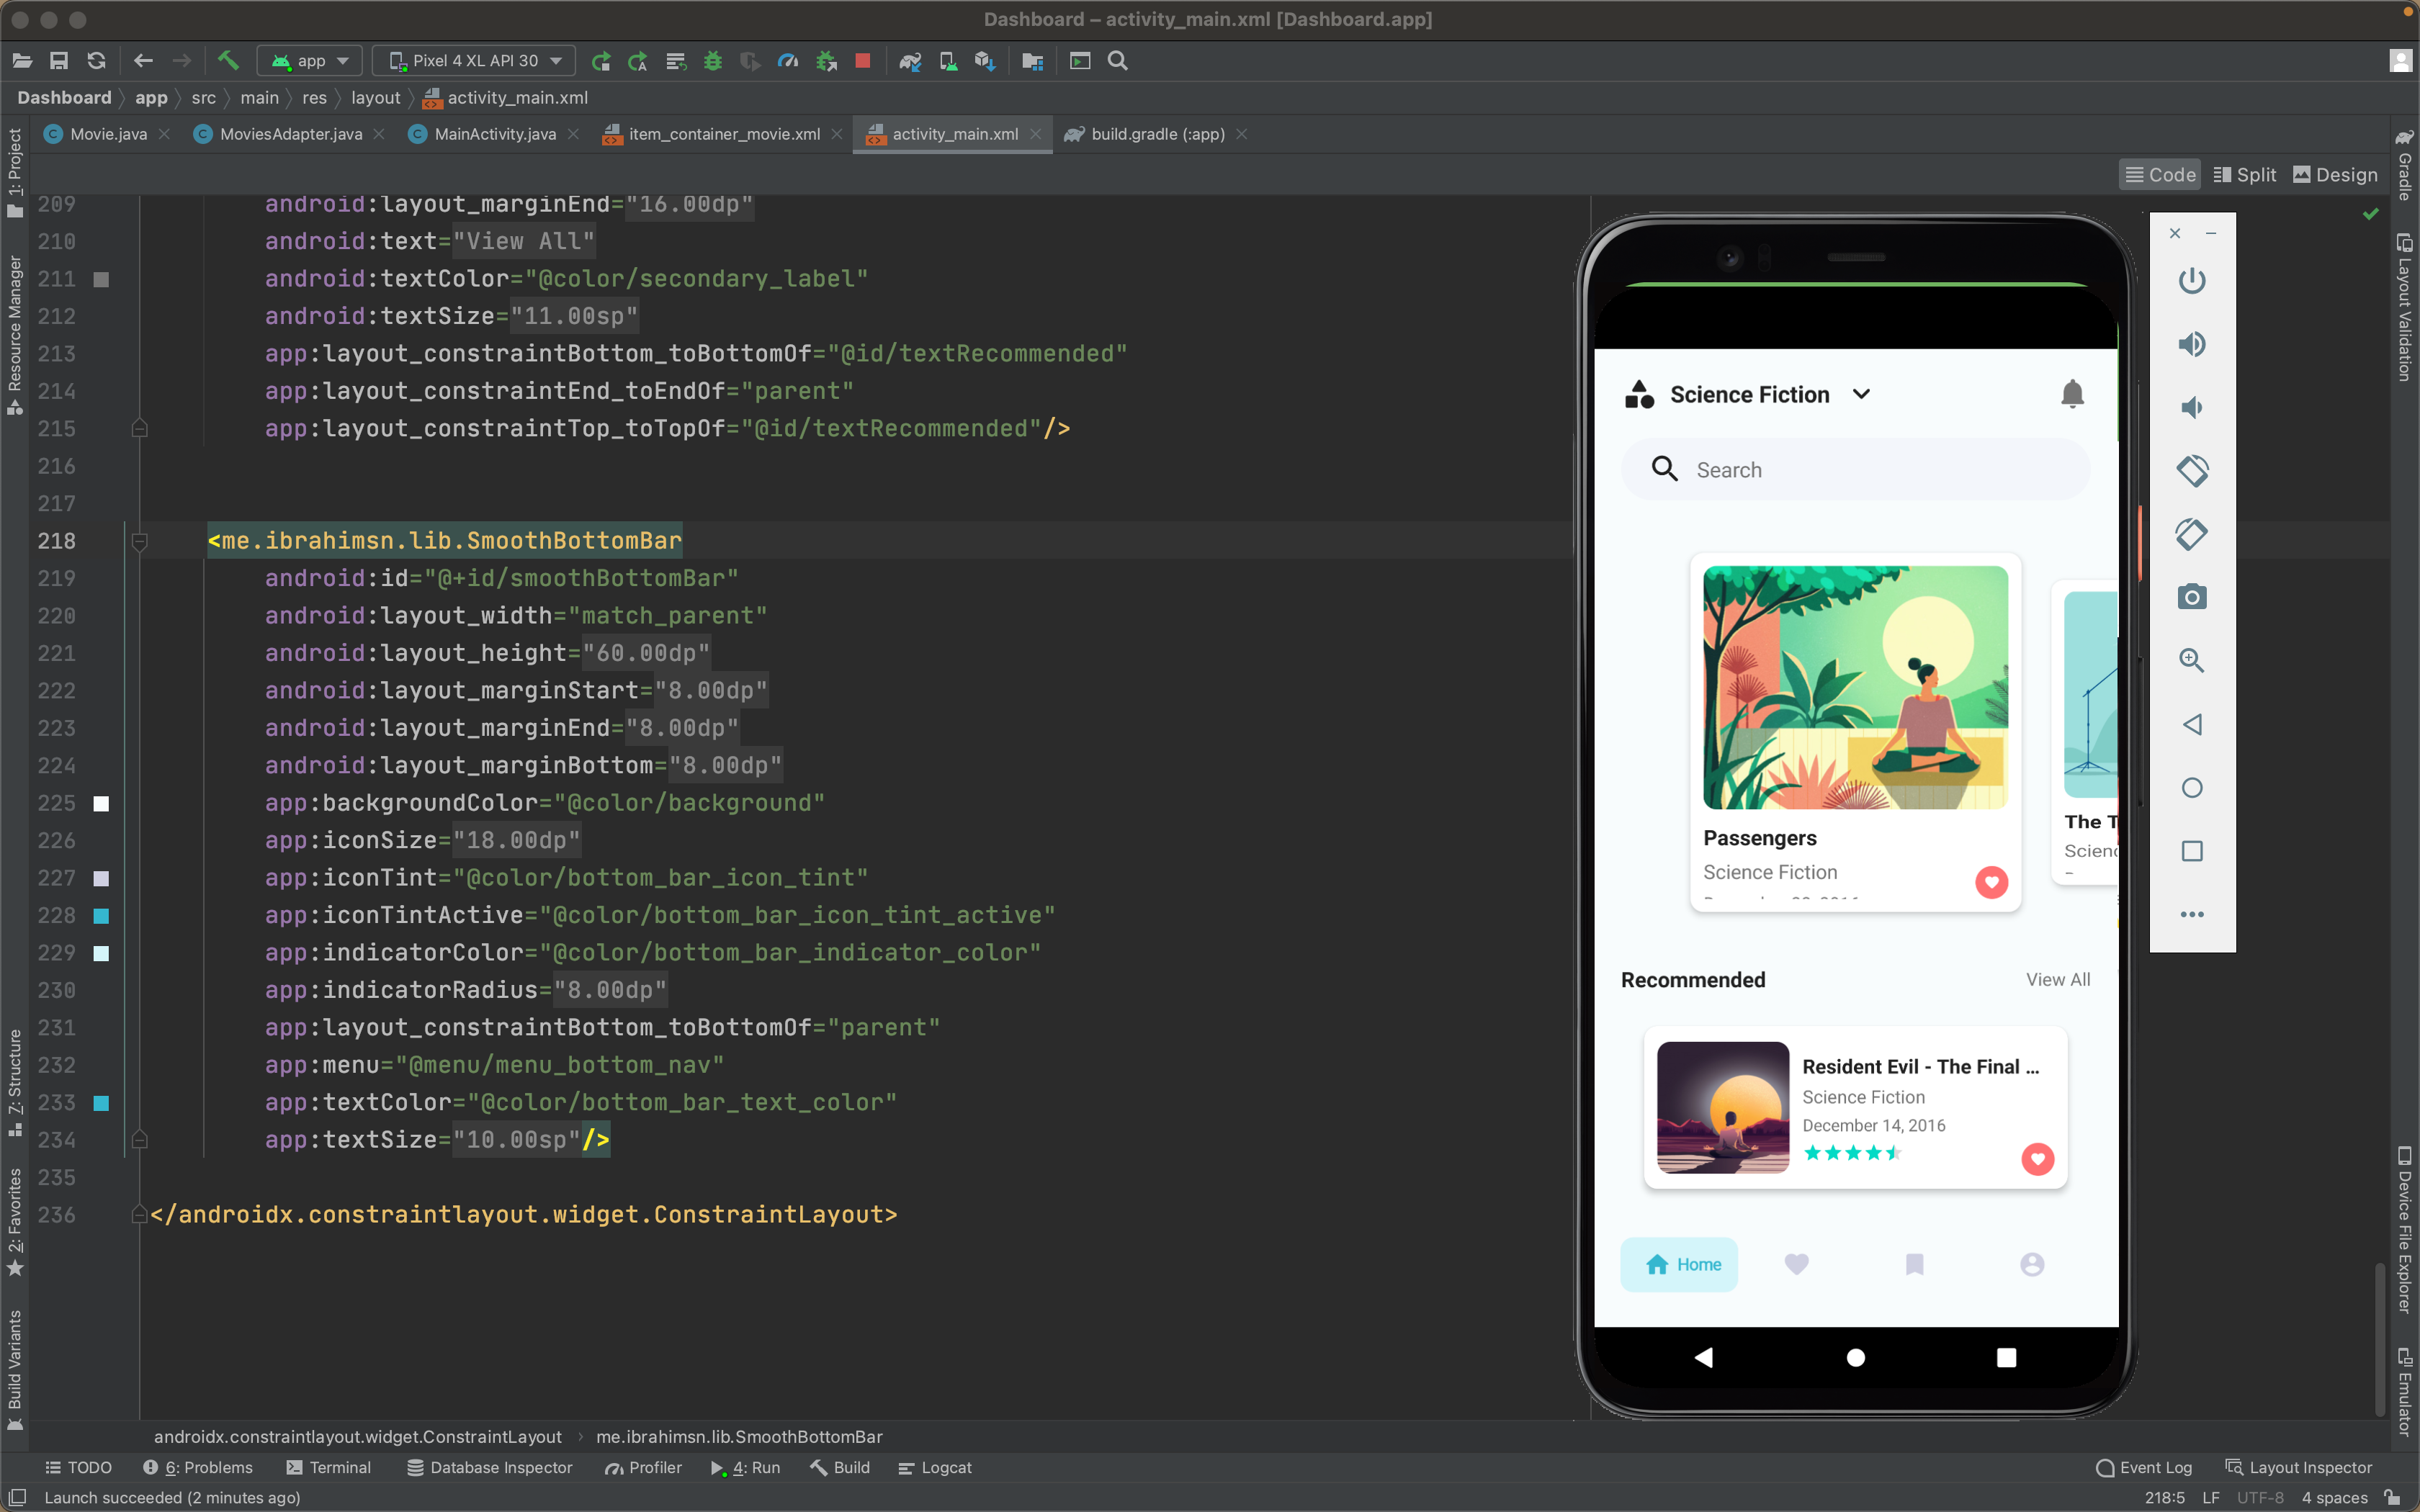 Dashboard – activity_main.xml [Dashboard.app]
app
Pixel 4 XL API 30
Dashboard app src main res layout activity_main.xml
Movie.java MoviesAdapter.java MainActivity.java item_container_movie.xml activity_main.xml build.gradle (:app)
Code Split Design
1: Project
Resource Manager
7: Structure
2: Favorites
Build Variants
209 android:layout_marginEnd="16.00dp"
210 android:text="View All"
211 android:textColor="@color/secondary_label"
212 android:textSize="11.00sp"
213 app:layout_constraintBottom_toBottomOf="@id/textRecommended"
214 app:layout_constraintEnd_toEndOf="parent"
215 app:layout_constraintTop_toTopOf="@id/textRecommended"/>
216
217
218 <me.ibrahimsn.lib.SmoothBottomBar
219 android:id="@+id/smoothBottomBar"
220 android:layout_width="match_parent"
221 android:layout_height="60.00dp"
222 android:layout_marginStart="8.00dp"
223 android:layout_marginEnd="8.00dp"
224 android:layout_marginBottom="8.00dp"
225 app:backgroundColor="@color/background"
226 app:iconSize="18.00dp"
227 app:iconTint="@color/bottom_bar_icon_tint"
228 app:iconTintActive="@color/bottom_bar_icon_tint_active"
229 app:indicatorColor="@color/bottom_bar_indicator_color"
230 app:indicatorRadius="8.00dp"
231 app:layout_constraintBottom_toBottomOf="parent"
232 app:menu="@menu/menu_bottom_nav"
233 app:textColor="@color/bottom_bar_text_color"
234 app:textSize="10.00sp"/>
235
236 </androidx.constraintlayout.widget.ConstraintLayout>
Science Fiction
Search
Passengers
Science Fiction
The T
Scienc
Recommended View All
Resident Evil - The Final ...
Science Fiction
December 14, 2016
Home
Gradle
Layout Validation
Device File Explorer
Emulator
androidx.constraintlayout.widget.ConstraintLayout me.ibrahimsn.lib.SmoothBottomBar
TODO 6: Problems Terminal Database Inspector Profiler 4: Run Build Logcat Event Log Layout Inspector
Launch succeeded (2 minutes ago) 218:5 LF UTF-8 4 spaces